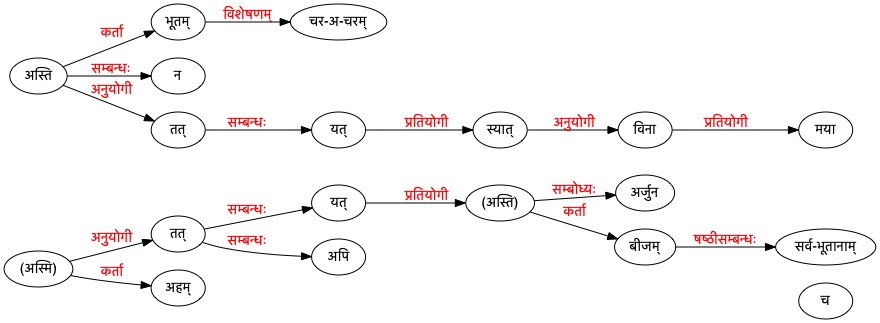 भूतम् विशेषणम् चर-अ-चरम्
कर्ता
अस्ति सम्बन्धः न
अनुयोगी
तत् सम्बन्धः यत् प्रतियोगी स्यात् अनुयोगी विना प्रतियोगी मया
(अस्ति) सम्बोध्यः अर्जुन
यत् प्रतियोगी कर्ता
सम्बन्धः
अनुयोगी तत् सम्बन्धः बीजम् षष्ठीसम्बन्धः सर्व-भूतानाम्
अपि
(अस्मि) कर्ता अहम्
च